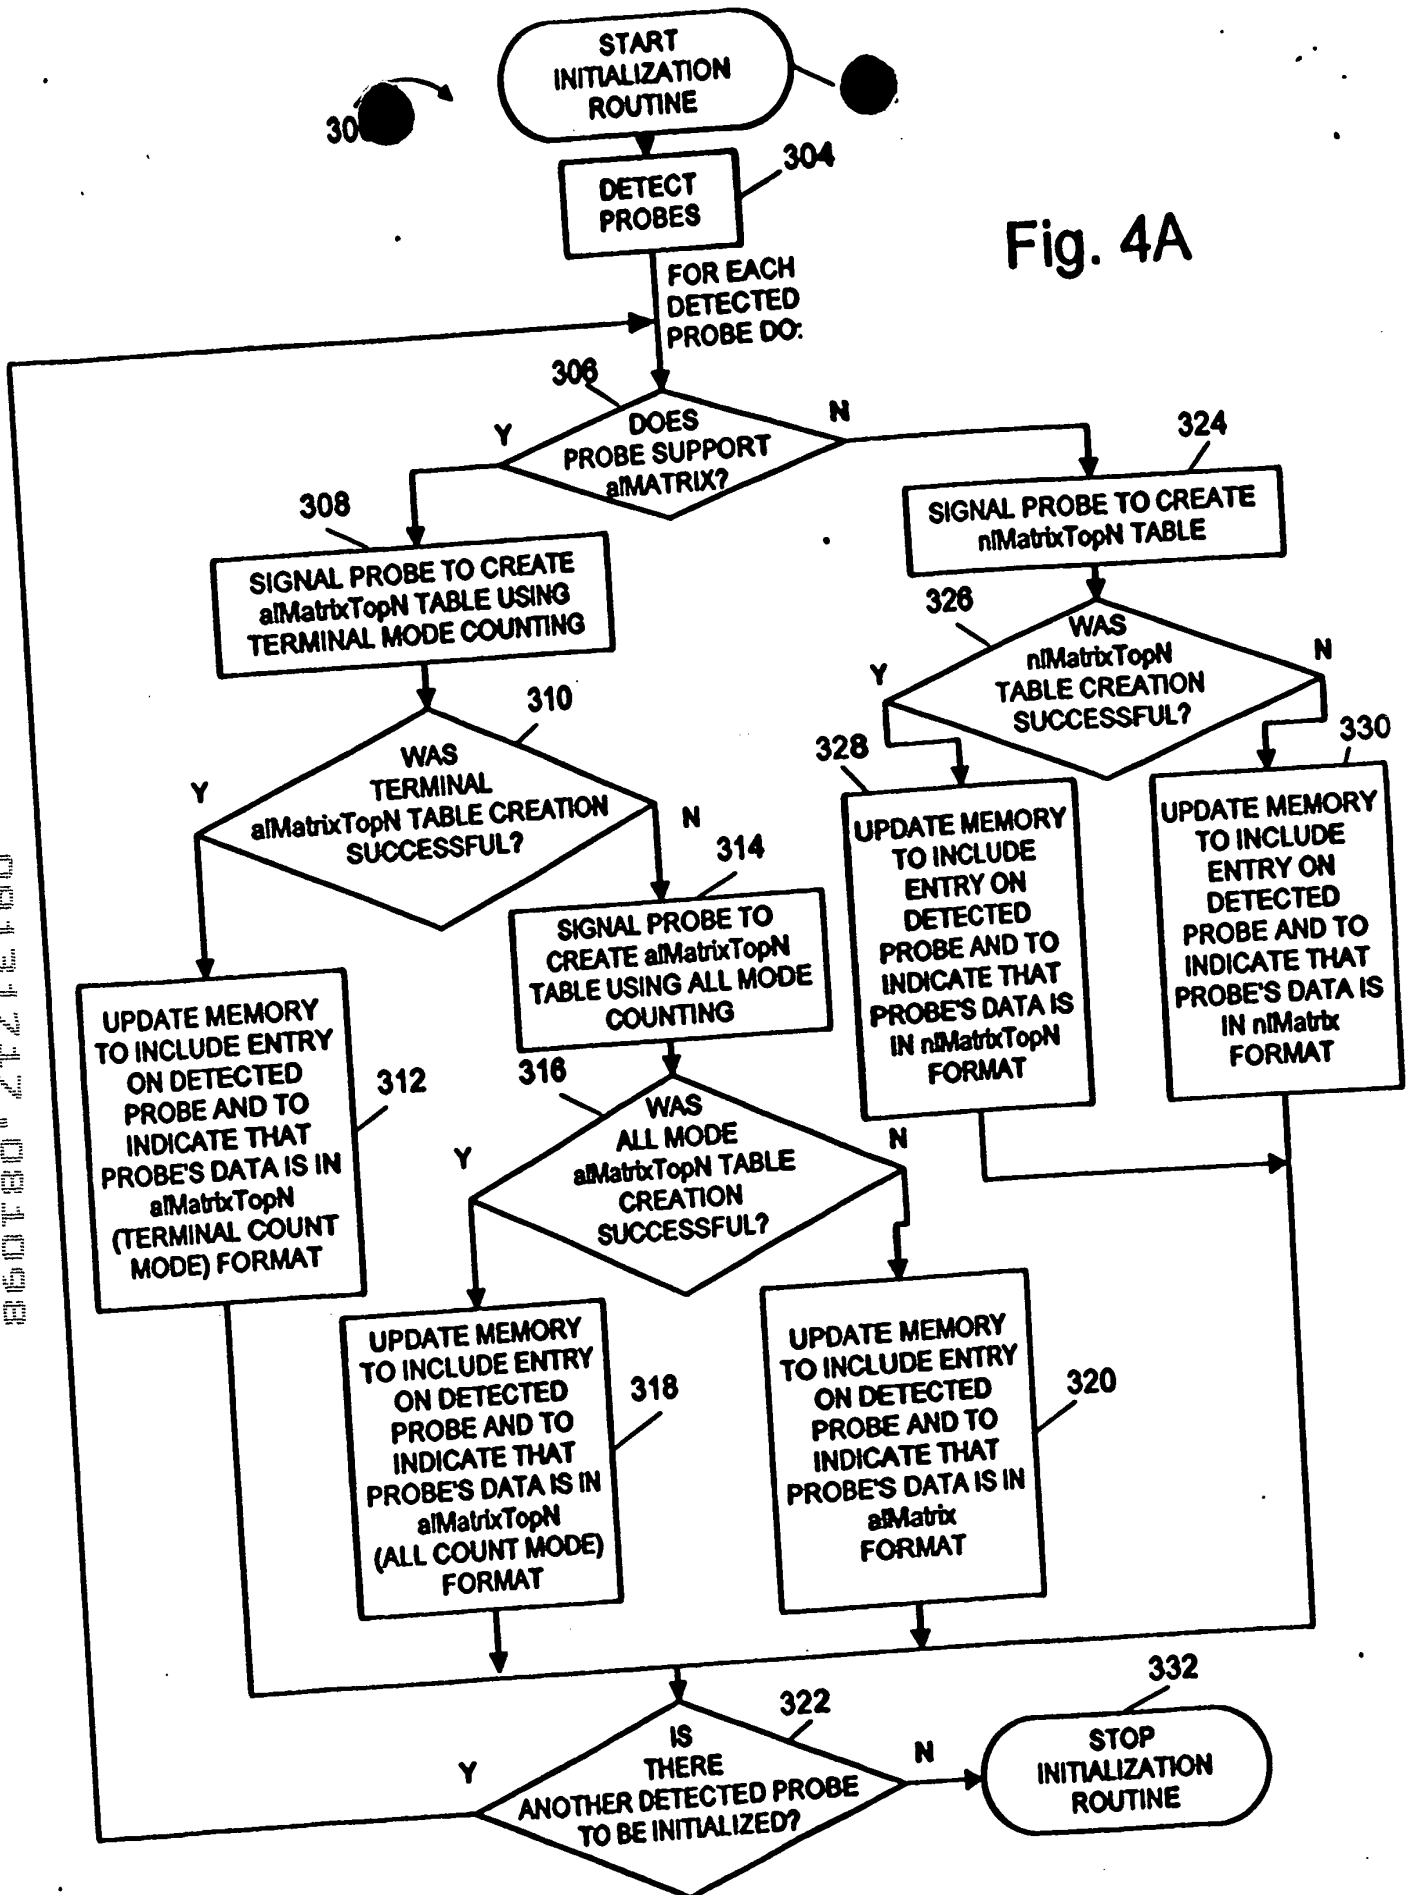 START
INITIALIZATION
ROUTINE
304
DETECT
PROBES
Fig. 4A
FOR EACH
DETECTED
PROBE DO:
306
DOES
PROBE SUPPORT
alMATRIX?
Y
N
324
SIGNAL PROBE TO CREATE
nlMatrixTopN TABLE
308
SIGNAL PROBE TO CREATE
alMatrixTopN TABLE USING
TERMINAL MODE COUNTING
326
WAS
nlMatrixTopN
TABLE CREATION
SUCCESSFUL?
Y
N
310
WAS
TERMINAL
alMatrixTopN TABLE CREATION
SUCCESSFUL?
Y
N
328
UPDATE MEMORY
TO INCLUDE
ENTRY ON
DETECTED
PROBE AND TO
INDICATE THAT
PROBE'S DATA IS
IN nlMatrixTopN
FORMAT
330
UPDATE MEMORY
TO INCLUDE
ENTRY ON
DETECTED
PROBE AND TO
INDICATE THAT
PROBE'S DATA IS
IN nlMatrix
FORMAT
314
SIGNAL PROBE TO
CREATE alMatrixTopN
TABLE USING ALL MODE
COUNTING
312
UPDATE MEMORY
TO INCLUDE ENTRY
ON DETECTED
PROBE AND TO
INDICATE THAT
PROBE'S DATA IS IN
alMatrixTopN
(TERMINAL COUNT
MODE) FORMAT
316
WAS
ALL MODE
alMatrixTopN TABLE
CREATION
SUCCESSFUL?
Y
N
318
UPDATE MEMORY
TO INCLUDE ENTRY
ON DETECTED
PROBE AND TO
INDICATE THAT
PROBE'S DATA IS IN
alMatrixTopN
(ALL COUNT MODE)
FORMAT
320
UPDATE MEMORY
TO INCLUDE ENTRY
ON DETECTED
PROBE AND TO
INDICATE THAT
PROBE'S DATA IS IN
alMatrix
FORMAT
322
IS
THERE
ANOTHER DETECTED PROBE
TO BE INITIALIZED?
Y
N
332
STOP
INITIALIZATION
ROUTINE